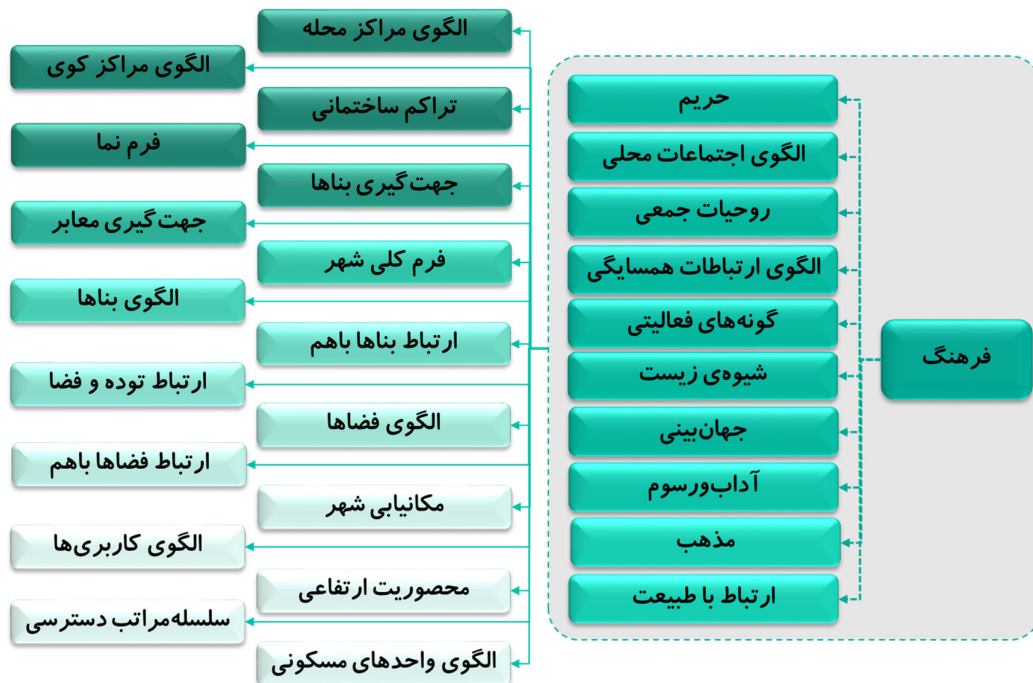 فرهنگ
حریم
الگوی اجتماعات محلی
روحیات جمعی
الگوی ارتباطات همسایگی
گونه‌های فعالیتی
شیوه‌ی زیست
جهان‌بینی
آداب‌ورسوم
مذهب
ارتباط با طبیعت
الگوی مراکز محله
الگوی مراکز کوی
تراکم ساختمانی
فرم نما
جهت‌گیری بناها
جهت‌گیری معابر
فرم کلی شهر
الگوی بناها
ارتباط بناها باهم
ارتباط توده و فضا
الگوی فضاها
ارتباط فضاها باهم
مکانیابی شهر
الگوی کاربری‌ها
محصوریت ارتفاعی
سلسله‌مراتب دسترسی
الگوی واحدهای مسکونی